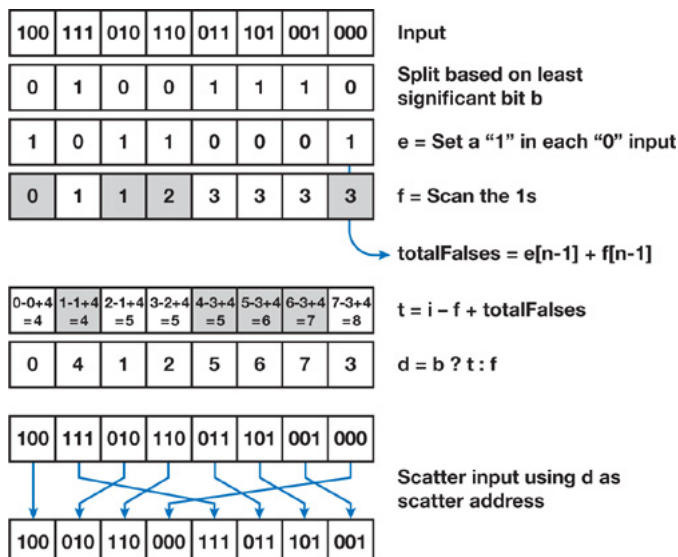 100 111 010 110 011 101 001 000 Input
0 1 0 0 1 1 1 0 Split based on least
significant bit b
1 0 1 1 0 0 0 1 e = Set a “1” in each “0” input
0 1 1 2 3 3 3 3 f = Scan the 1s
totalFalses = e[n-1] + f[n-1]
0-0+4 1-1+4 2-1+4 3-2+4 4-3+4 5-3+4 6-3+4 7-3+4 t = i – f + totalFalses
=4 =4 =5 =5 =5 =6 =7 =8
0 4 1 2 5 6 7 3 d = b ? t : f
100 111 010 110 011 101 001 000
Scatter input using d as
scatter address
100 010 110 000 111 011 101 001